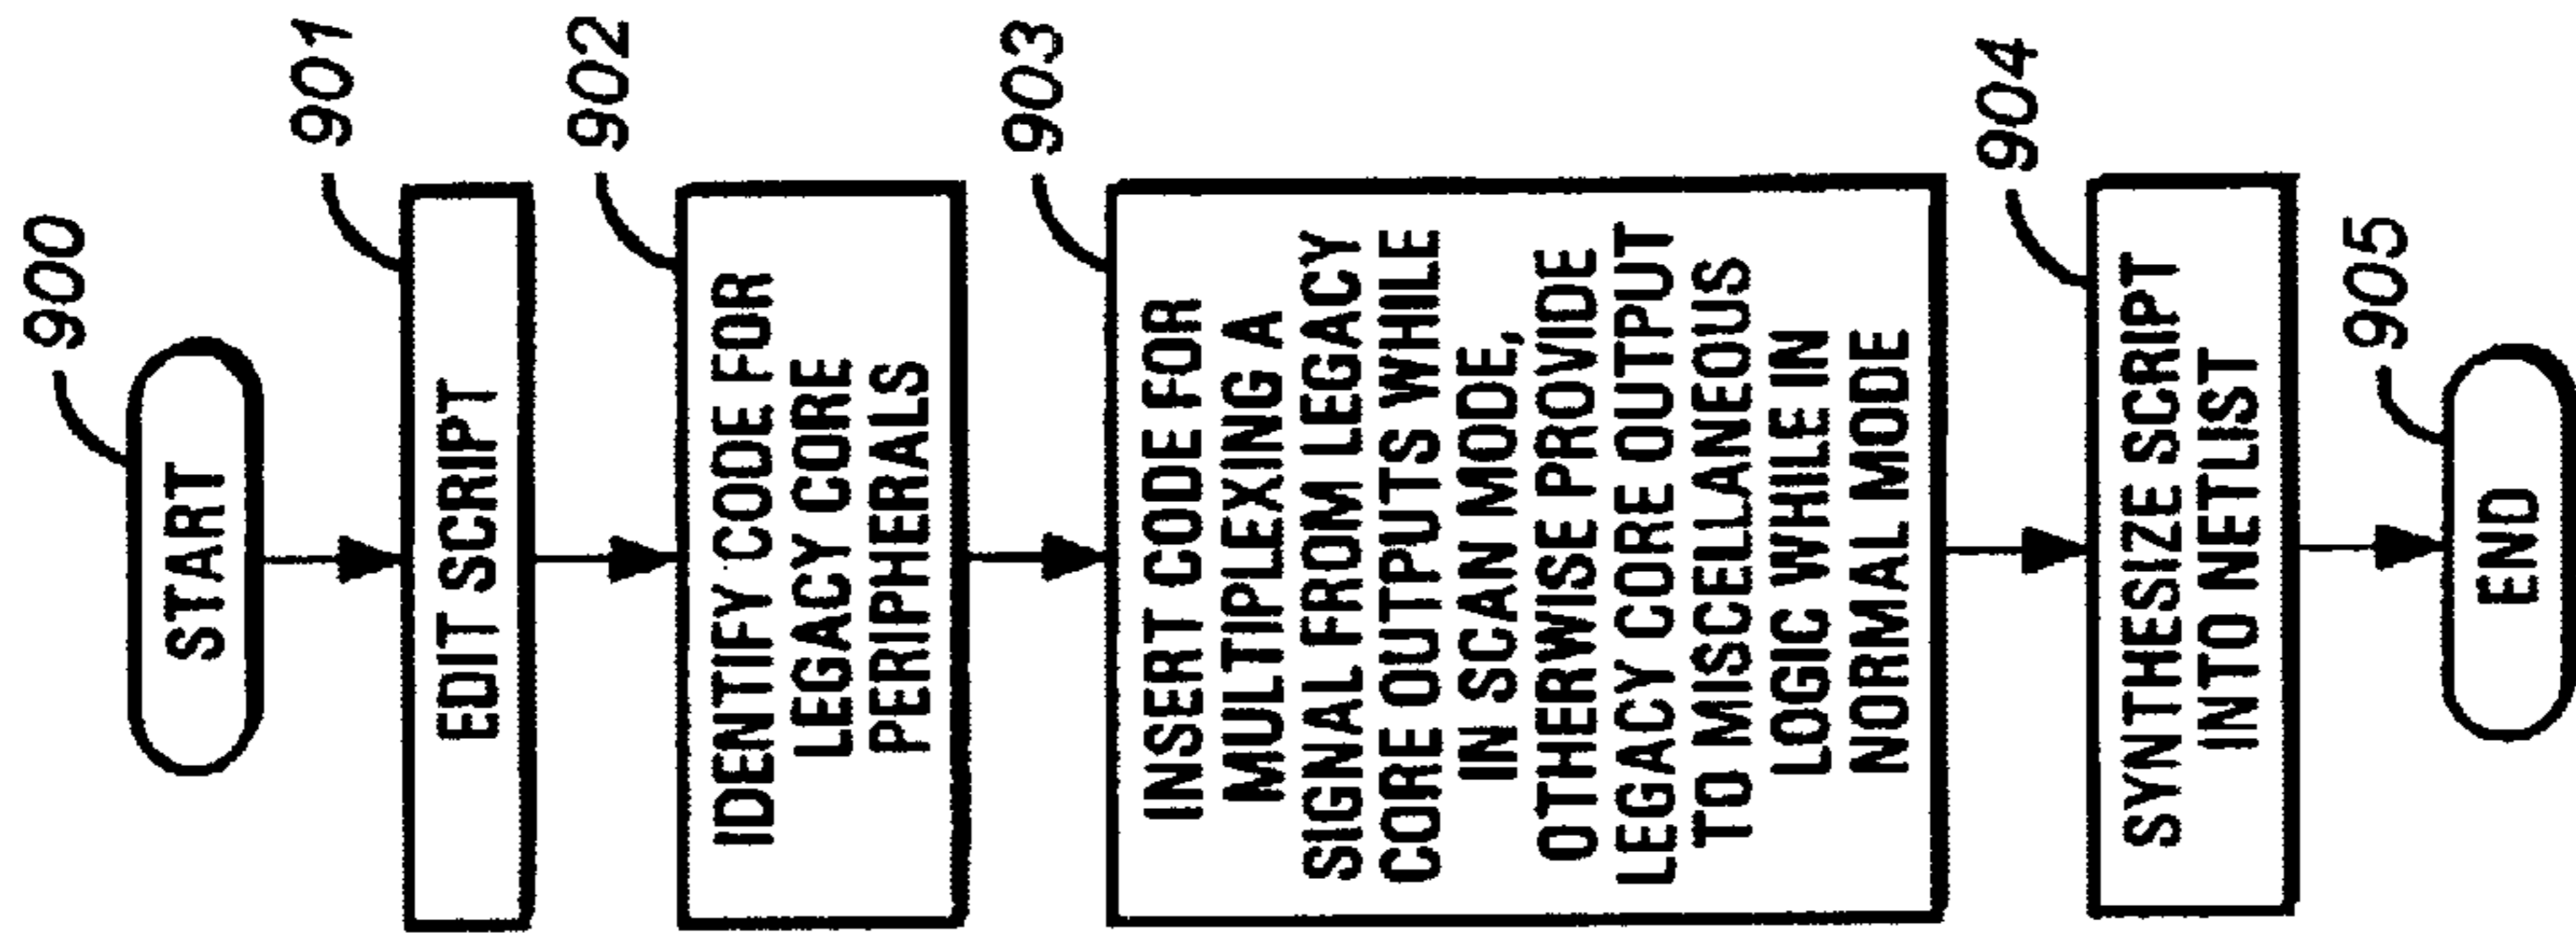 900
START
901
EDIT SCRIPT
902
IDENTIFY CODE FOR
LEGACY CORE
PERIPHERALS
903
INSERT CODE FOR
MULTIPLEXING A
SIGNAL FROM LEGACY
CORE OUTPUTS WHILE
IN SCAN MODE,
OTHERWISE PROVIDE
LEGACY CORE OUTPUT
TO MISCELLANEOUS
LOGIC WHILE IN
NORMAL MODE
904
SYNTHESIZE SCRIPT
INTO NETLIST
905
END